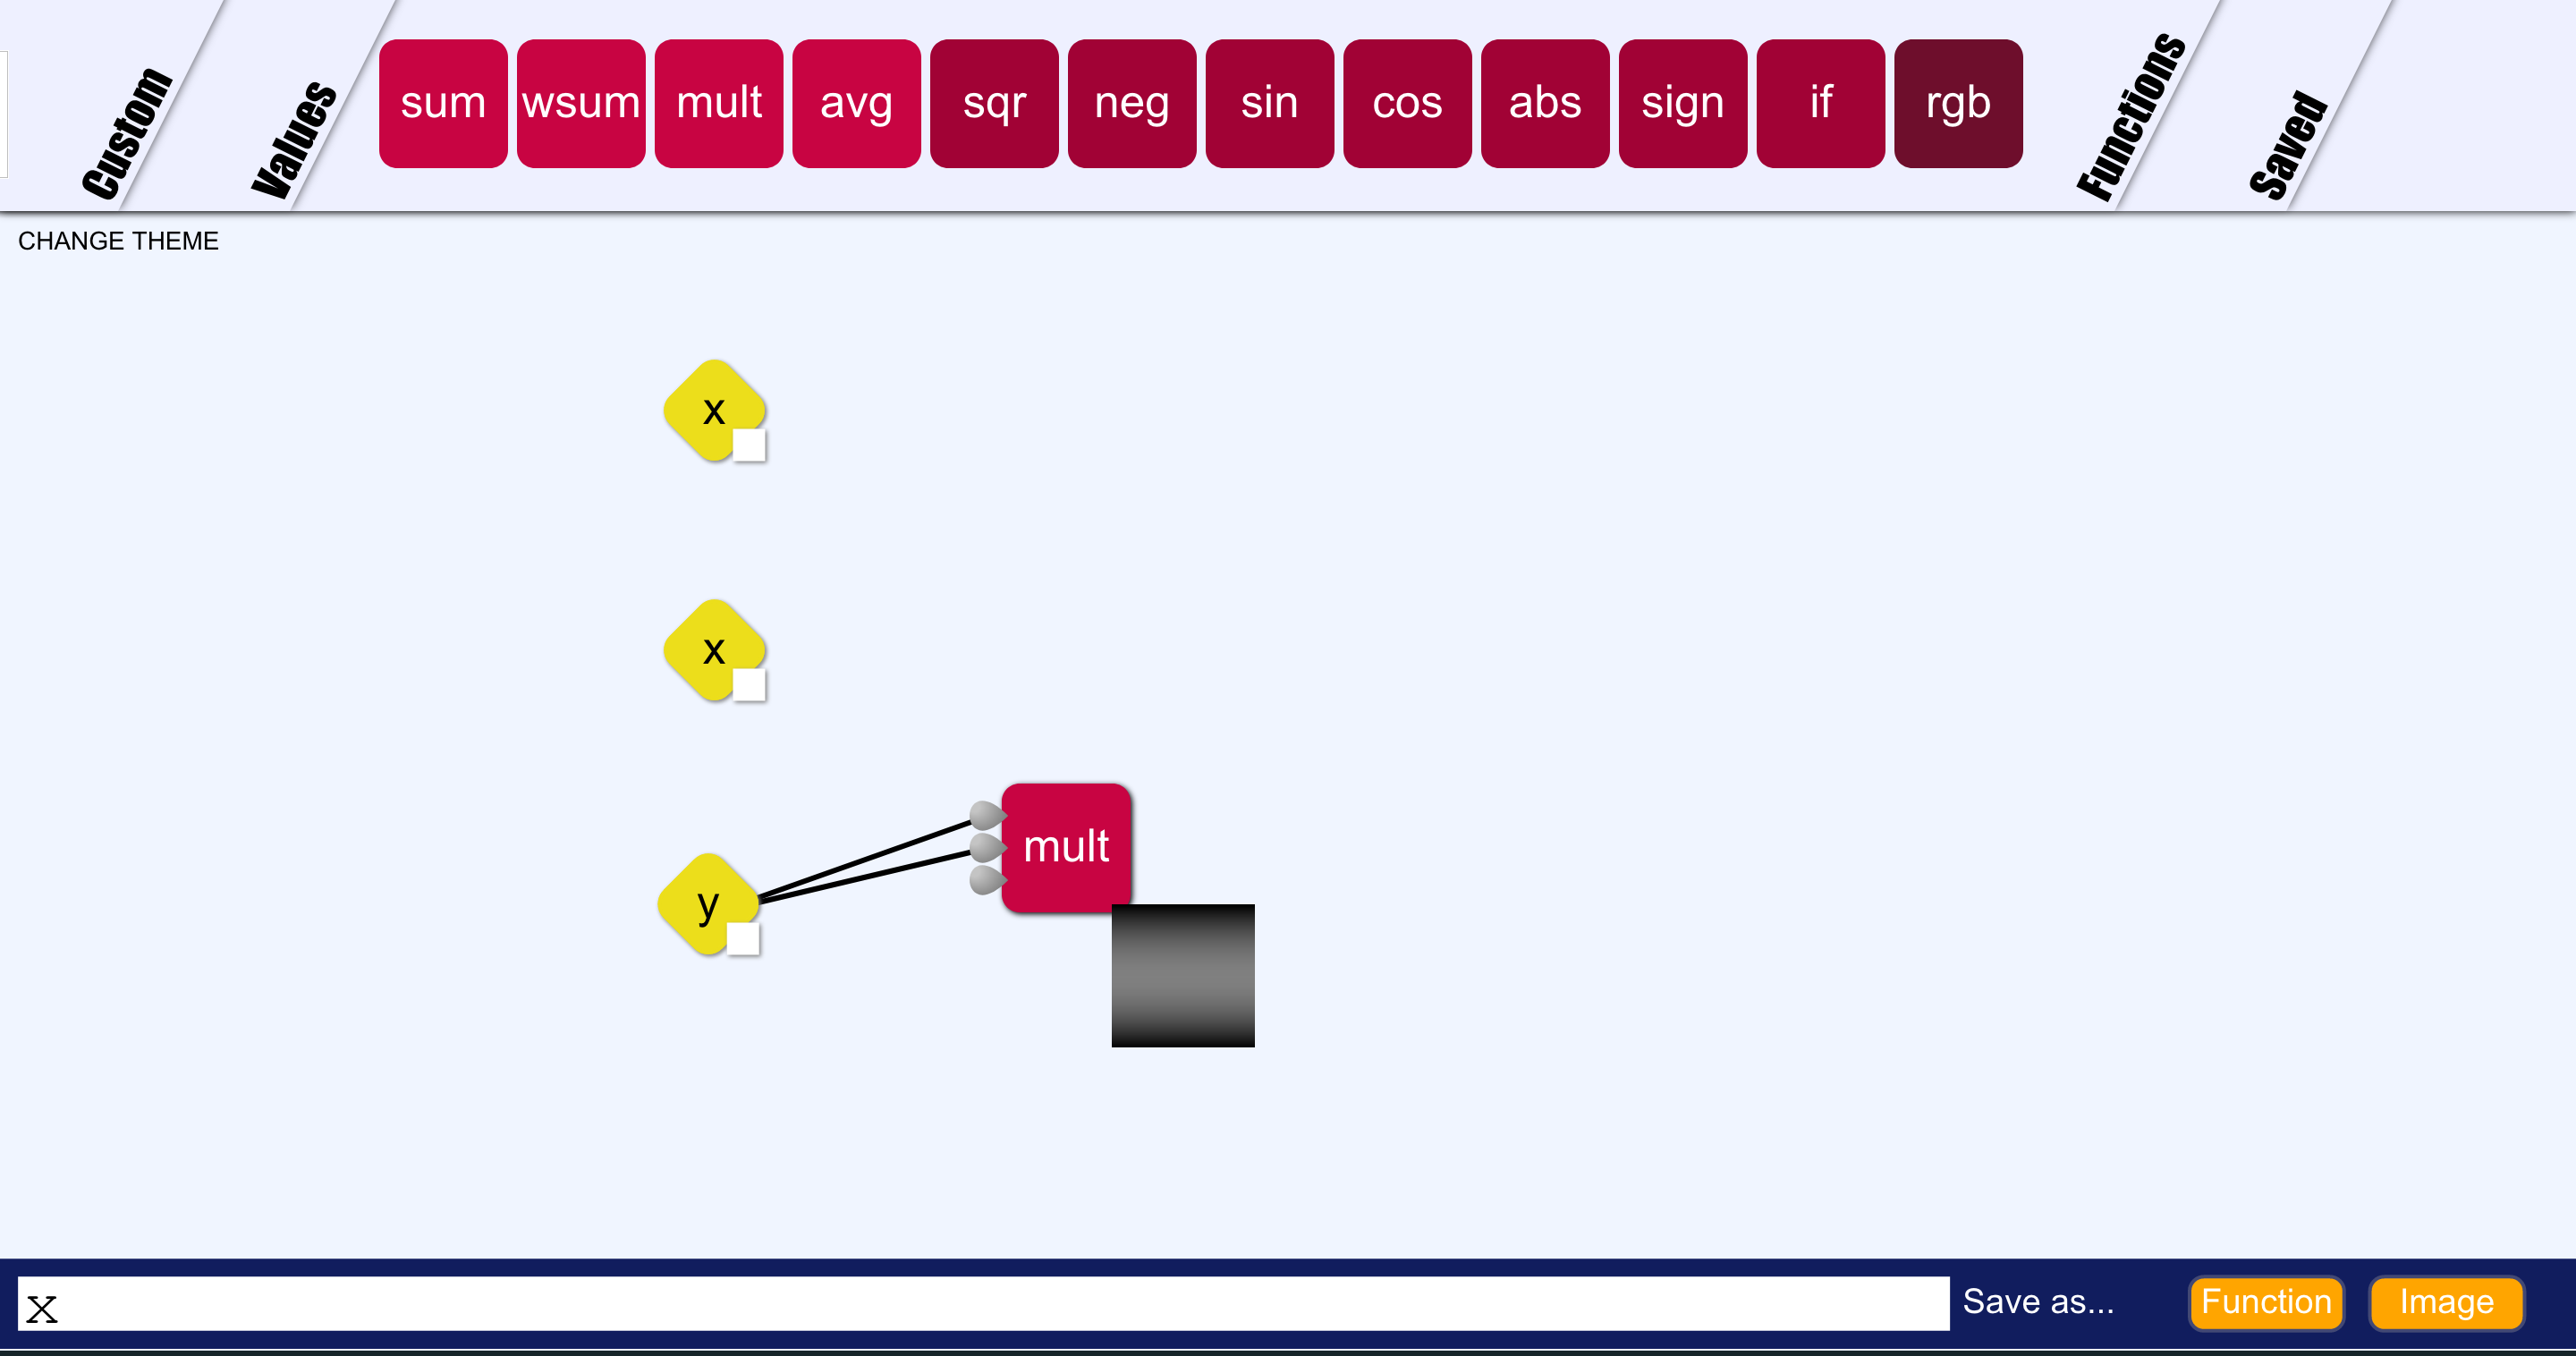 Custom
Values
sum wsum mult avg sqr neg sin cos abs sign if rgb
Functions
Saved
CHANGE THEME
x
x
mult
y
x
Save as...
Function
Image